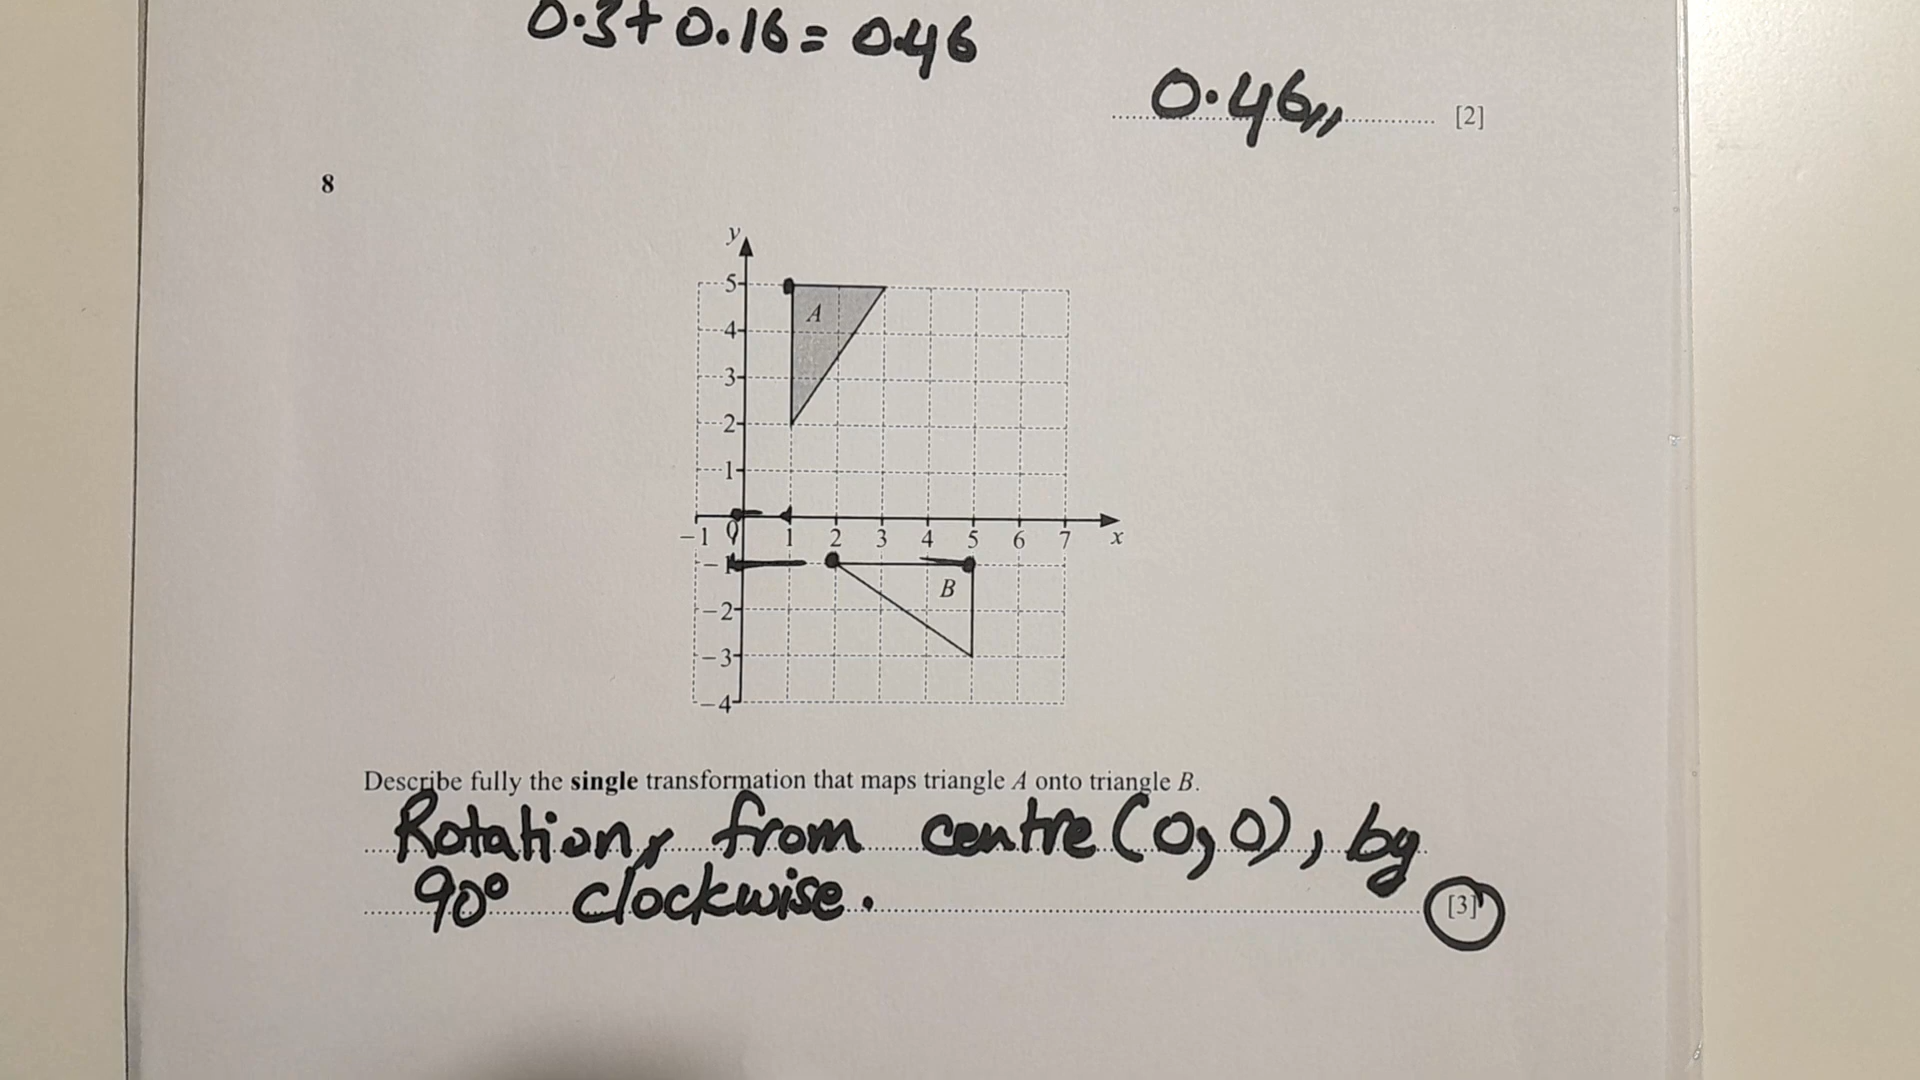 0.3+0.16=0.46
0.46,, [2]
8
y
5
A
4
3
2
1
-1 0 1 2 3 4 5 6 7 x
-1
B
-2
-3
-4
Describe fully the single transformation that maps triangle A onto triangle B.
Rotation, from centre (0,0), by
90° clockwise. [3]